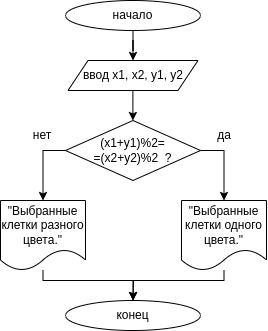 начало
ввод x1, x2, y1, y2
нет
да
(x1+y1)%2=
=(x2+y2)%2 ?
"Выбранные
клетки разного
цвета."
"Выбранные
клетки одного
цвета."
конец